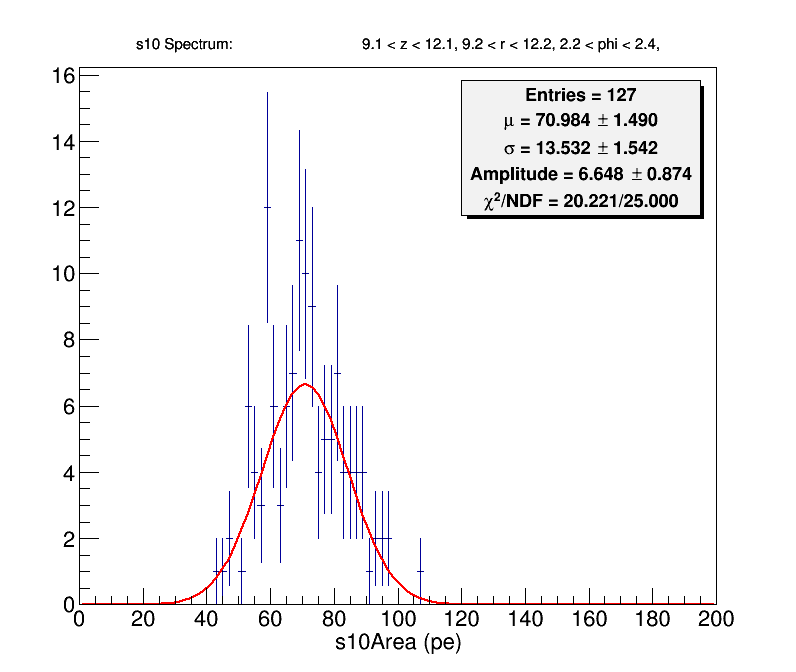 s10 Spectrum: 9.1 < z < 12.1, 9.2 < r < 12.2, 2.2 < phi < 2.4,
Entries = 127
μ = 70.984 ± 1.490
σ = 13.532 ± 1.542
Amplitude = 6.648 ± 0.874
χ²/NDF = 20.221/25.000
16
14
12
10
8
6
4
2
0
0 20 40 60 80 100 120 140 160 180 200
s10Area (pe)